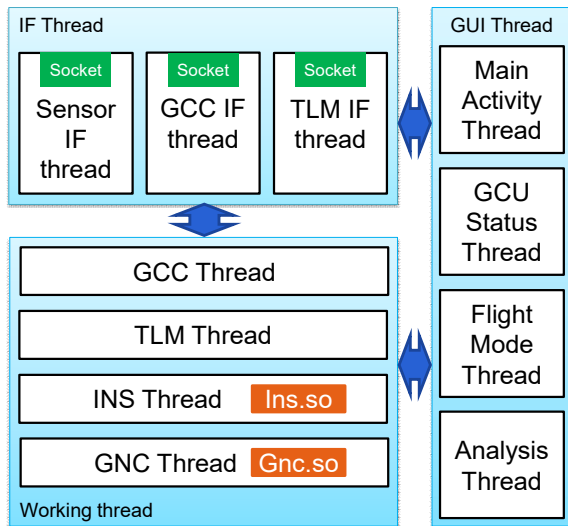 IF Thread
Socket
Sensor
IF
thread
Socket
GCC IF
thread
Socket
TLM IF
thread
GCC Thread
TLM Thread
INS Thread Ins.so
GNC Thread Gnc.so
Working thread
GUI Thread
Main
Activity
Thread
GCU
Status
Thread
Flight
Mode
Thread
Analysis
Thread